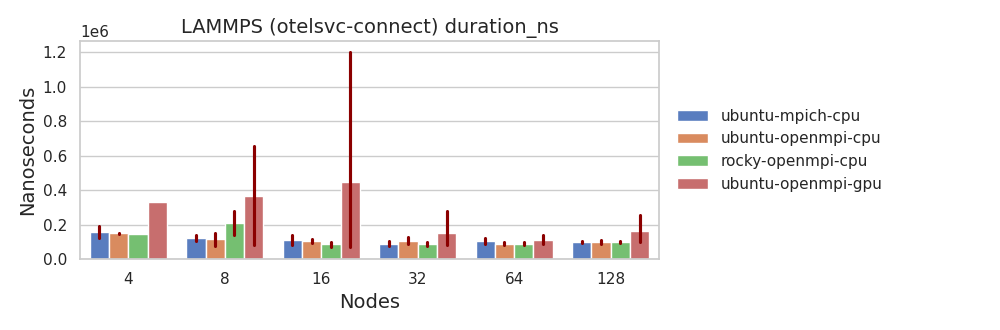 LAMMPS (otelsvc-connect) duration_ns
1e6
1.2
1.0
0.8
0.6
0.4
0.2
0.0
Nanoseconds
4 8 16 32 64 128
Nodes
ubuntu-mpich-cpu
ubuntu-openmpi-cpu
rocky-openmpi-cpu
ubuntu-openmpi-gpu